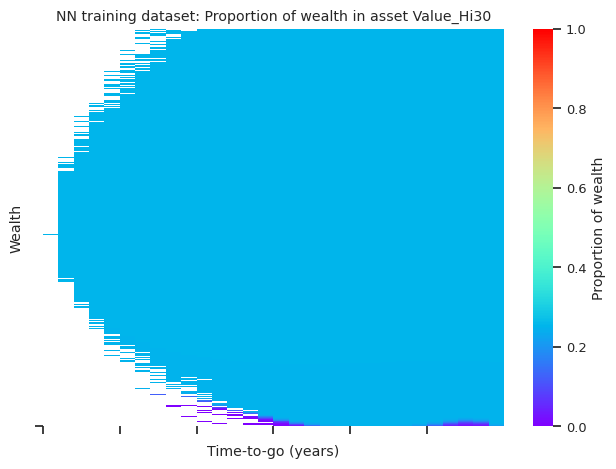 NN training dataset: Proportion of wealth in asset Value_Hi30
Wealth
Time-to-go (years)
1.0
0.8
0.6
0.4
0.2
0.0
Proportion of wealth